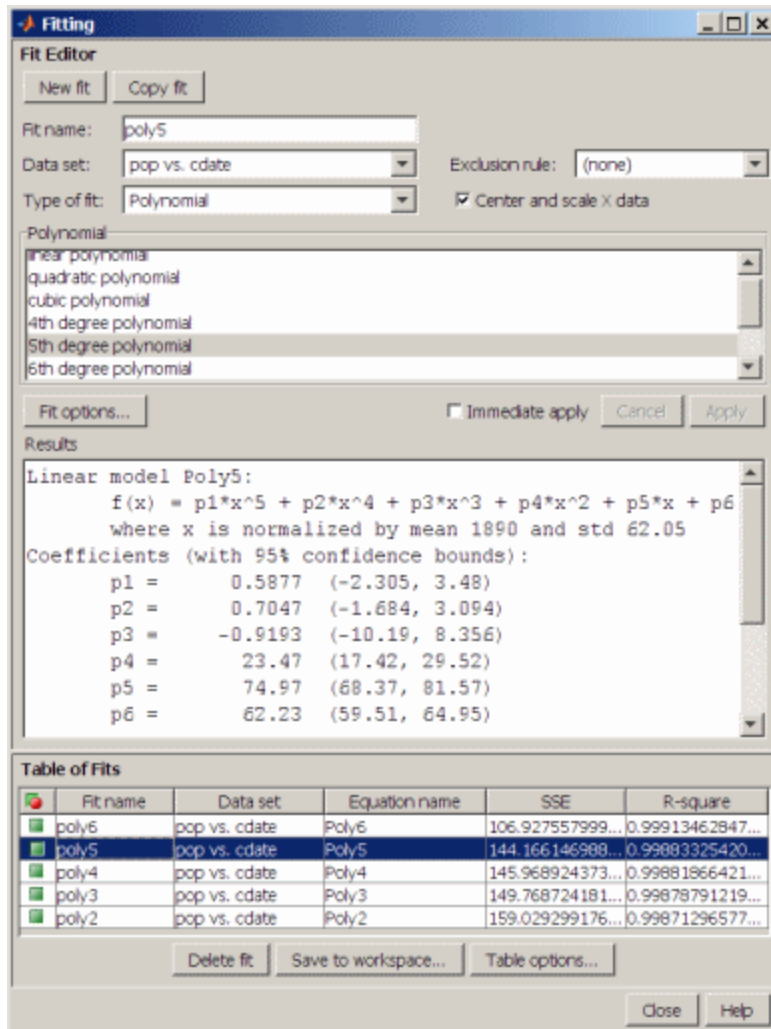 Fitting
Fit Editor
New fit Copy fit
Fit name: poly5
Data set: pop vs. cdate Exclusion rule: (none)
Type of fit: Polynomial Center and scale X data
Polynomial
linear polynomial
quadratic polynomial
cubic polynomial
4th degree polynomial
5th degree polynomial
6th degree polynomial
Fit options... Immediate apply Cancel Apply
Results
Linear model Poly5:
f(x) = p1*x^5 + p2*x^4 + p3*x^3 + p4*x^2 + p5*x + p6
where x is normalized by mean 1890 and std 62.05
Coefficients (with 95% confidence bounds):
p1 = 0.5877 (-2.305, 3.48)
p2 = 0.7047 (-1.684, 3.094)
p3 = -0.9193 (-10.19, 8.356)
p4 = 23.47 (17.42, 29.52)
p5 = 74.97 (68.37, 81.57)
p6 = 62.23 (59.51, 64.95)
Table of Fits
Fit name Data set Equation name SSE R-square
poly6 pop vs. cdate Poly6 106.927557999... 0.99913462847...
poly5 pop vs. cdate Poly5 144.166146988... 0.99883325420...
poly4 pop vs. cdate Poly4 145.968924373... 0.99881866421...
poly3 pop vs. cdate Poly3 149.768724181... 0.99878791219...
poly2 pop vs. cdate Poly2 159.029299176... 0.99871296577...
Delete fit Save to workspace... Table options...
Close Help